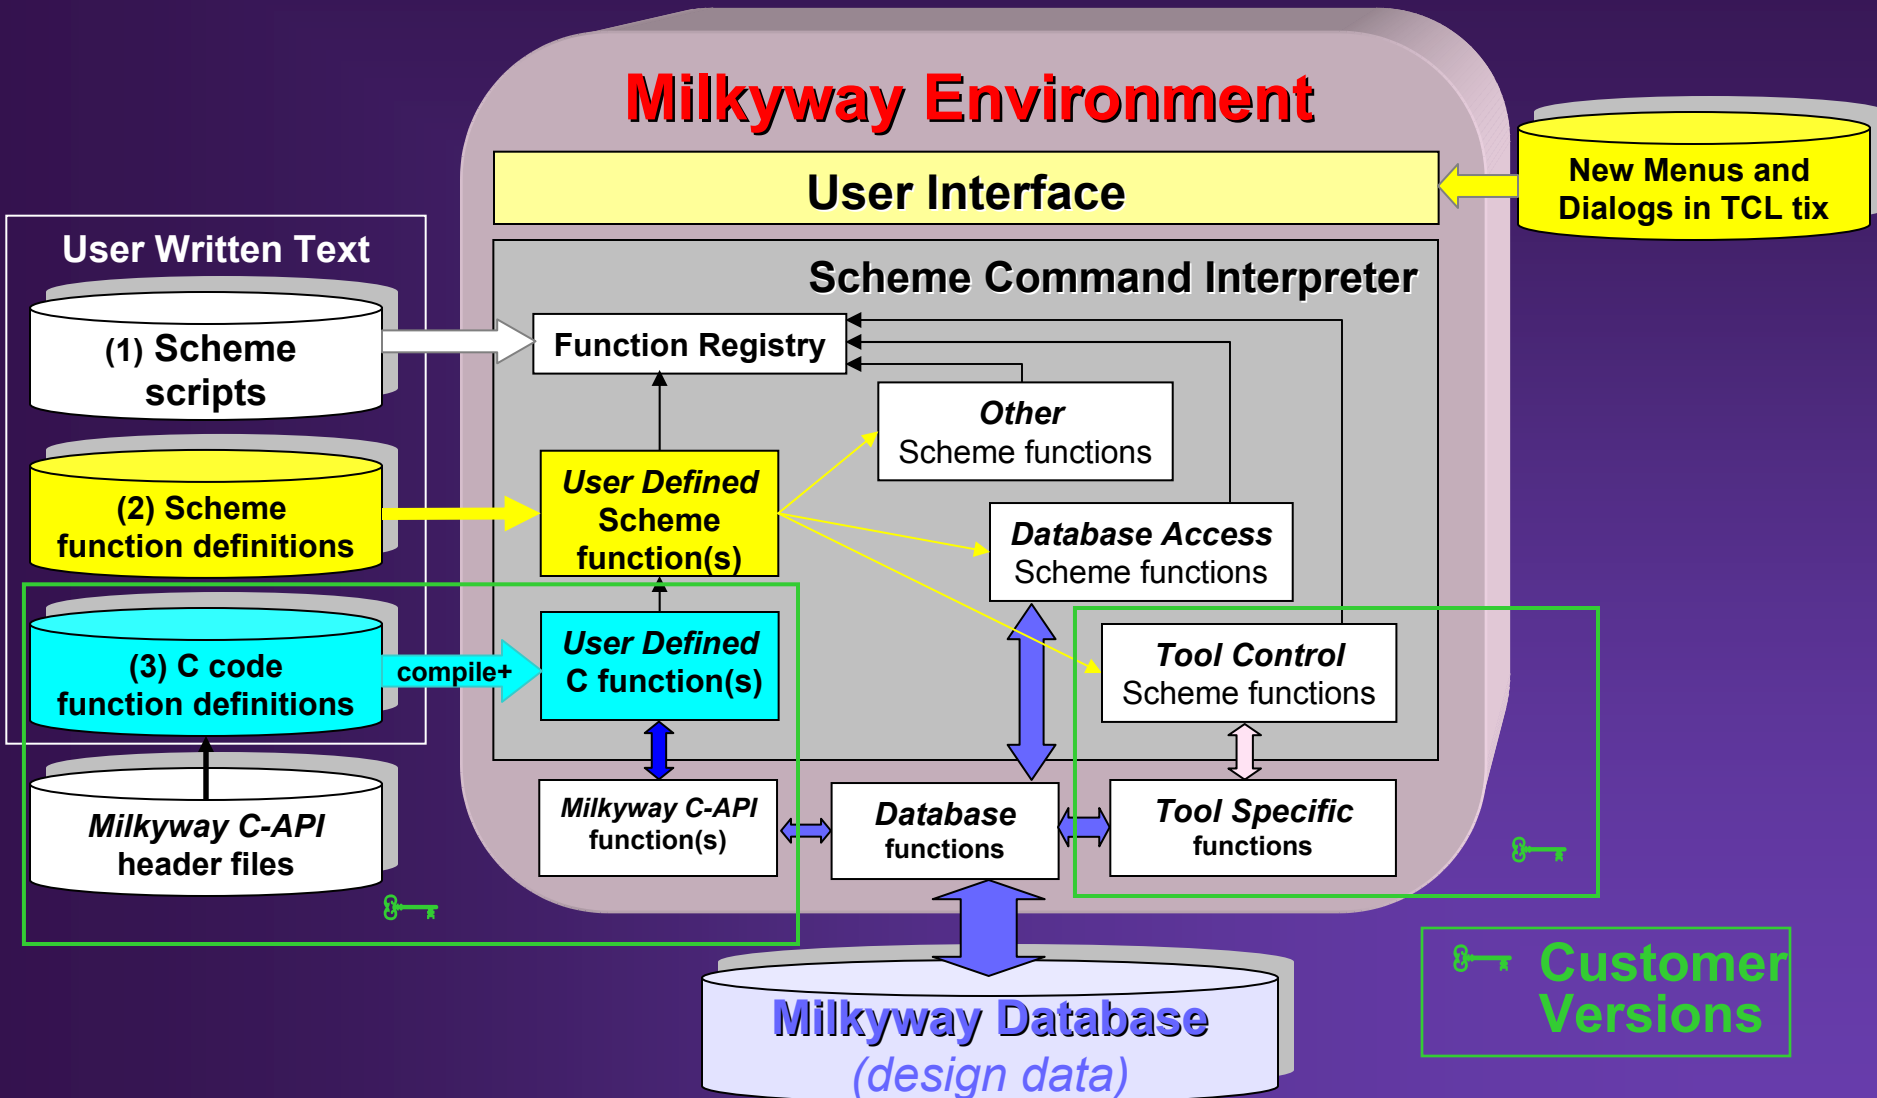 Milkyway Environment
User Interface
New Menus and
Dialogs in TCL tix
User Written Text
Scheme Command Interpreter
(1) Scheme
scripts
Function Registry
Other
Scheme functions
(2) Scheme
function definitions
User Defined
Scheme
function(s)
Database Access
Scheme functions
(3) C code
function definitions
compile+
User Defined
C function(s)
Tool Control
Scheme functions
Milkyway C-API
header files
Milkyway C-API
function(s)
Database
functions
Tool Specific
functions
Customer
Versions
Milkyway Database
(design data)